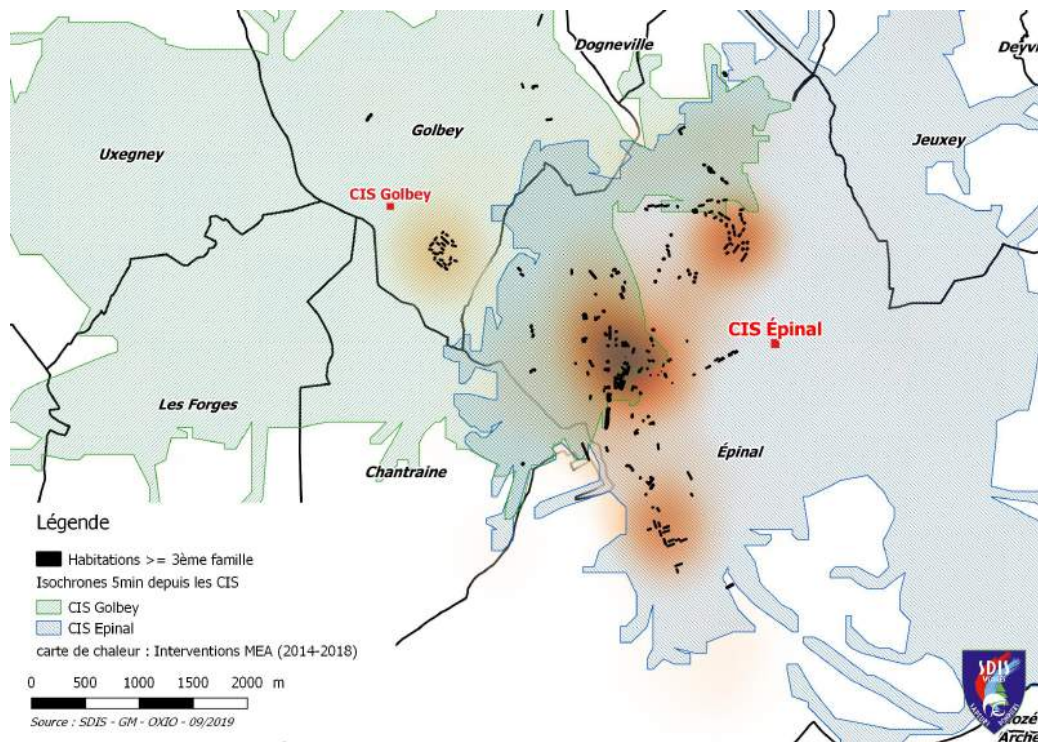 Dogneville
Golbey
Uxegney
Jeuxey
CIS Golbey
CIS Épinal
Les Forges
Épinal
Chantraine
Légende
Habitations >= 3ème famille
Isochrones 5min depuis les CIS
CIS Golbey
CIS Epinal
carte de chaleur : Interventions MEA (2014-2018)
0 500 1000 1500 2000 m
Source : SDIS - GM - OXIO - 09/2019
SDIS
VOSGES
Arche